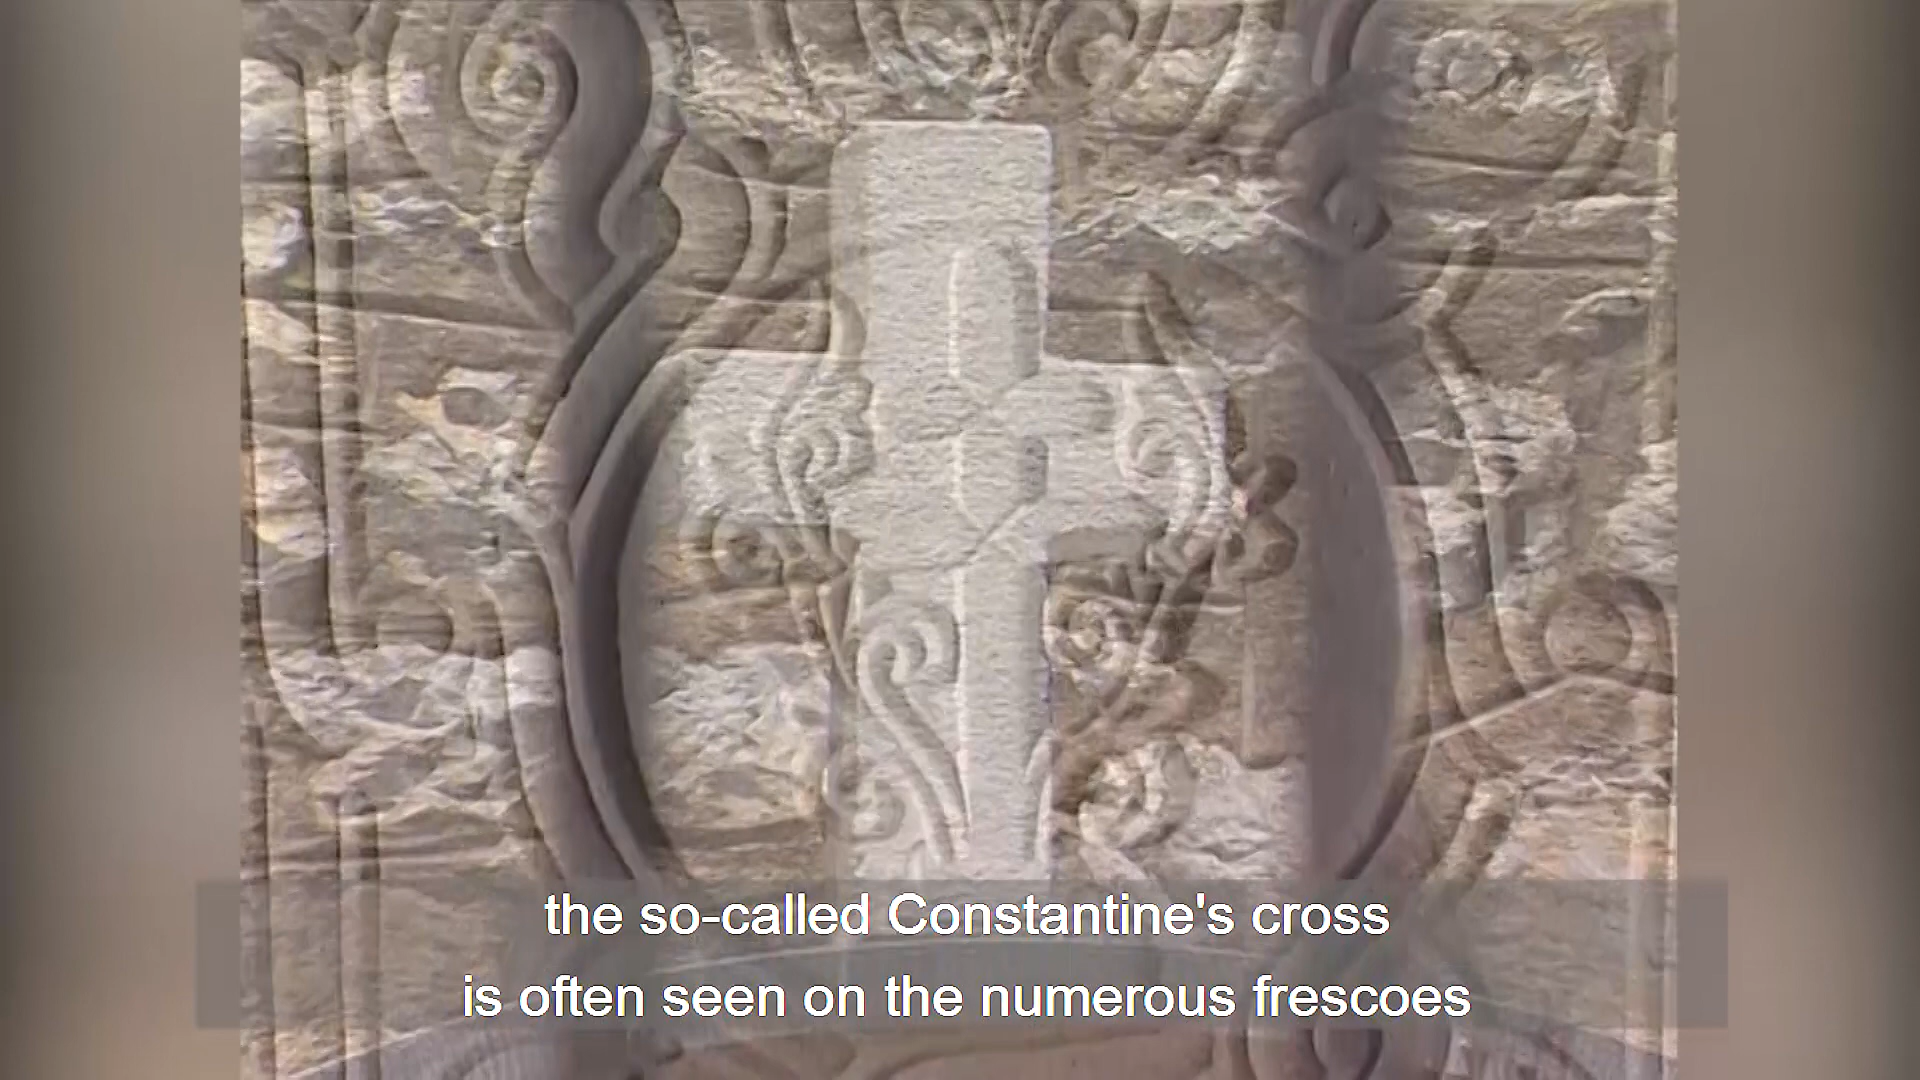 the so-called Constantine's cross
is often seen on the numerous frescoes